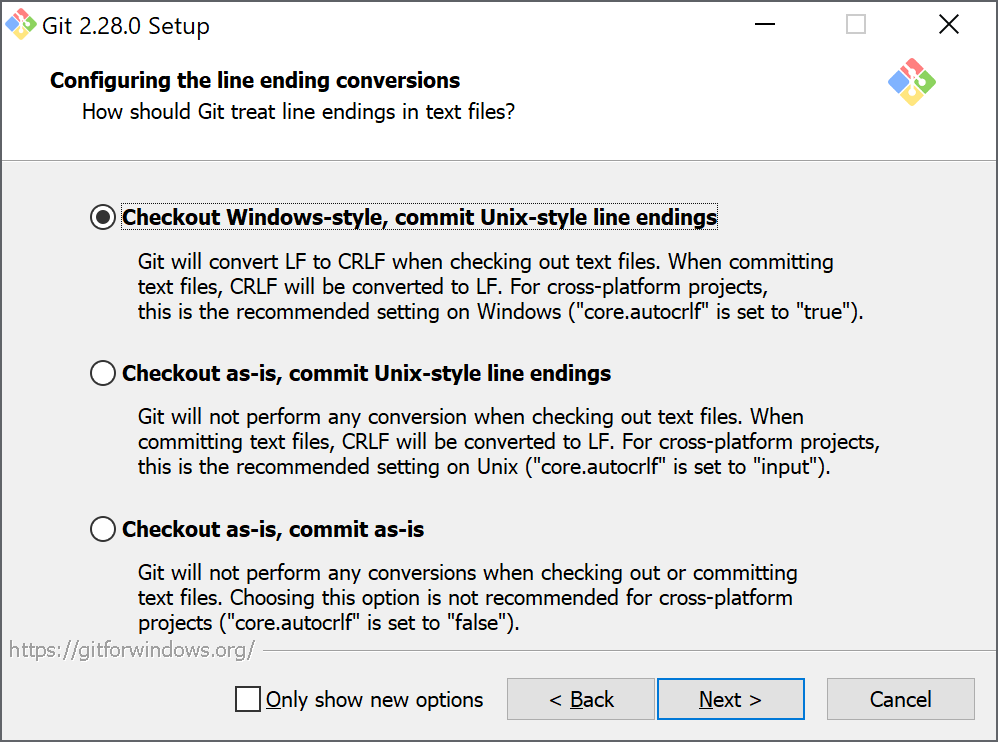 Git 2.28.0 Setup
Configuring the line ending conversions
How should Git treat line endings in text files?
Checkout Windows-style, commit Unix-style line endings
Git will convert LF to CRLF when checking out text files. When committing
text files, CRLF will be converted to LF. For cross-platform projects,
this is the recommended setting on Windows ("core.autocrlf" is set to "true").
Checkout as-is, commit Unix-style line endings
Git will not perform any conversion when checking out text files. When
committing text files, CRLF will be converted to LF. For cross-platform projects,
this is the recommended setting on Unix ("core.autocrlf" is set to "input").
Checkout as-is, commit as-is
Git will not perform any conversions when checking out or committing
text files. Choosing this option is not recommended for cross-platform
projects ("core.autocrlf" is set to "false").
https://gitforwindows.org/
Only show new options
< Back
Next >
Cancel